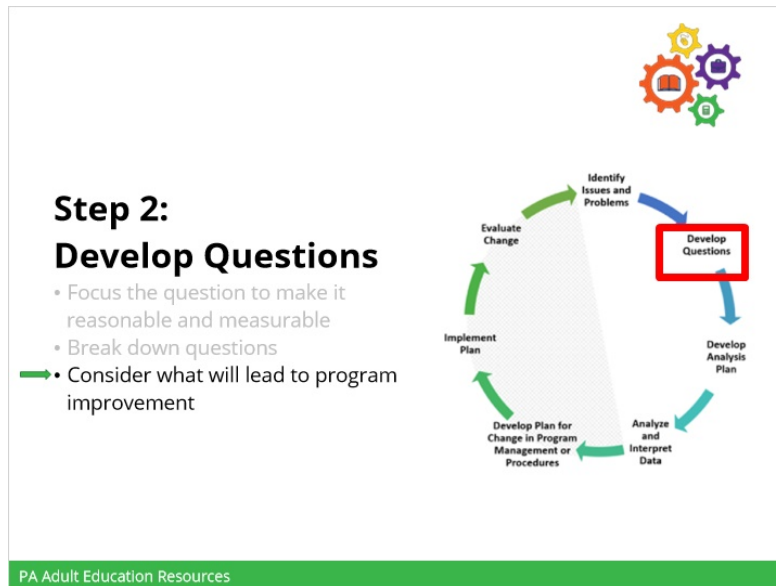 Step 2:
Develop Questions
• Focus the question to make it
reasonable and measurable
• Break down questions
• Consider what will lead to program
improvement
Identify
Issues and
Problems
Develop
Questions
Develop
Analysis
Plan
Analyze
and
Interpret
Data
Develop Plan for
Change in Program
Management or
Procedures
Implement
Plan
Evaluate
Change
PA Adult Education Resources